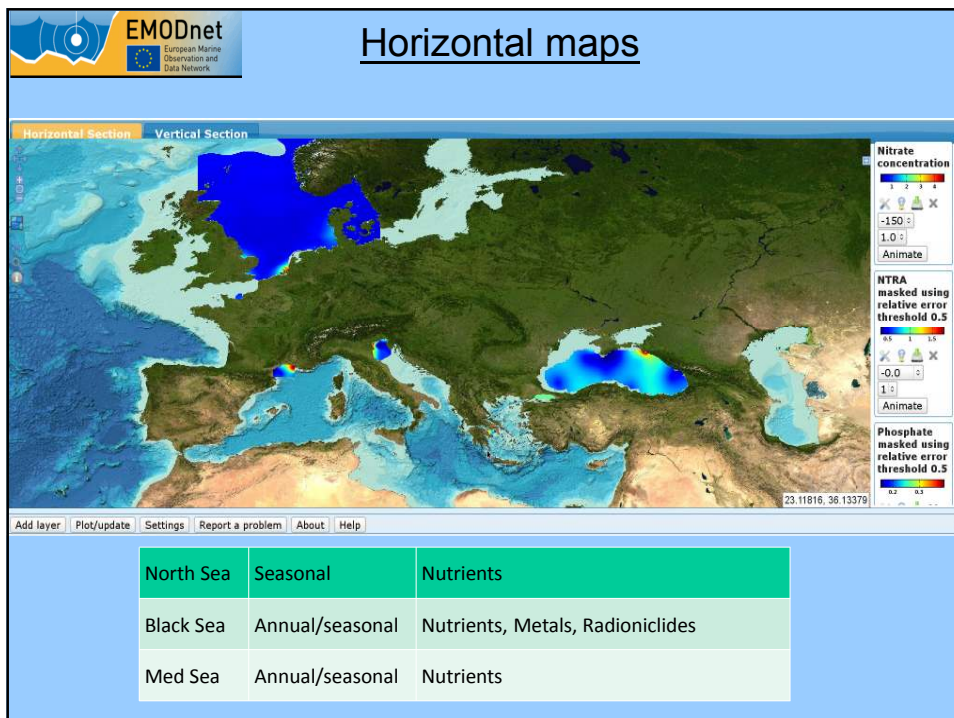 EMODnet
European Marine
Observation and
Data Network
Horizontal maps
Horizontal Section Vertical Section
Nitrate
concentration
1 2 3 4
-150
1.0
Animate
NTRA
masked using
relative error
threshold 0.5
0.5 1 1.5
-0.0
1
Animate
Phosphate
masked using
relative error
threshold 0.5
0.2 0.3
23.11816, 36.13379
Add layer Plot/update Settings Report a problem About Help
North Sea Seasonal Nutrients
Black Sea Annual/seasonal Nutrients, Metals, Radioniclides
Med Sea Annual/seasonal Nutrients